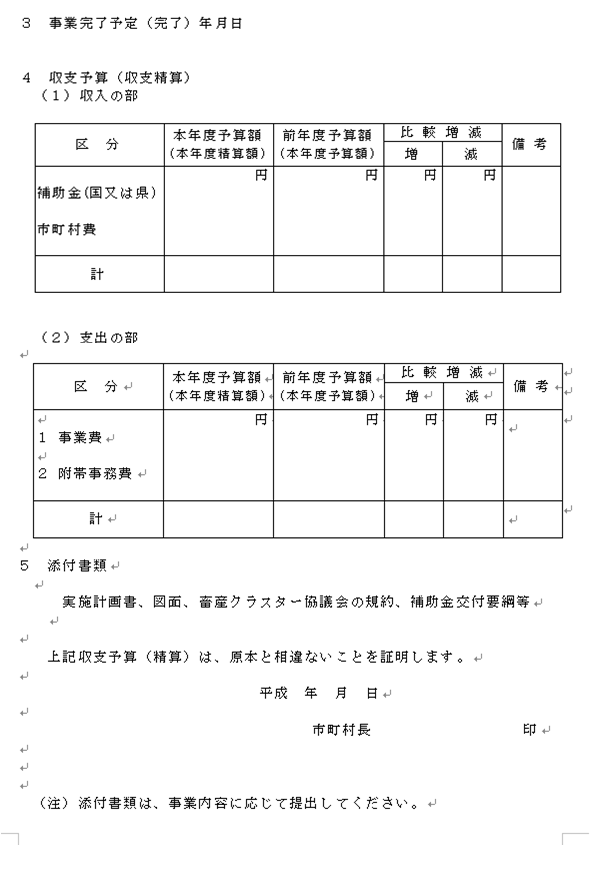 ３　事業完了予定（完了）年月日
４　収支予算（収支精算）
（１）収入の部
区　分　本年度予算額　前年度予算額　比 較 増 減　備 考
（本年度精算額）（本年度予算額）　増　減
円　円　円　円
補助金(国又は県)
市町村費
計
（２）支出の部
区　分　本年度予算額　前年度予算額　比 較 増 減　備 考
（本年度精算額）（本年度予算額）　増　減
円　円　円　円
１　事業費
２　附帯事務費
計
５　添付書類
実施計画書、図面、畜産クラスター協議会の規約、補助金交付要綱等
上記収支予算（精算）は、原本と相違ないことを証明します。
平成　年　月　日
市町村長　印
（注）添付書類は、事業内容に応じて提出してください。